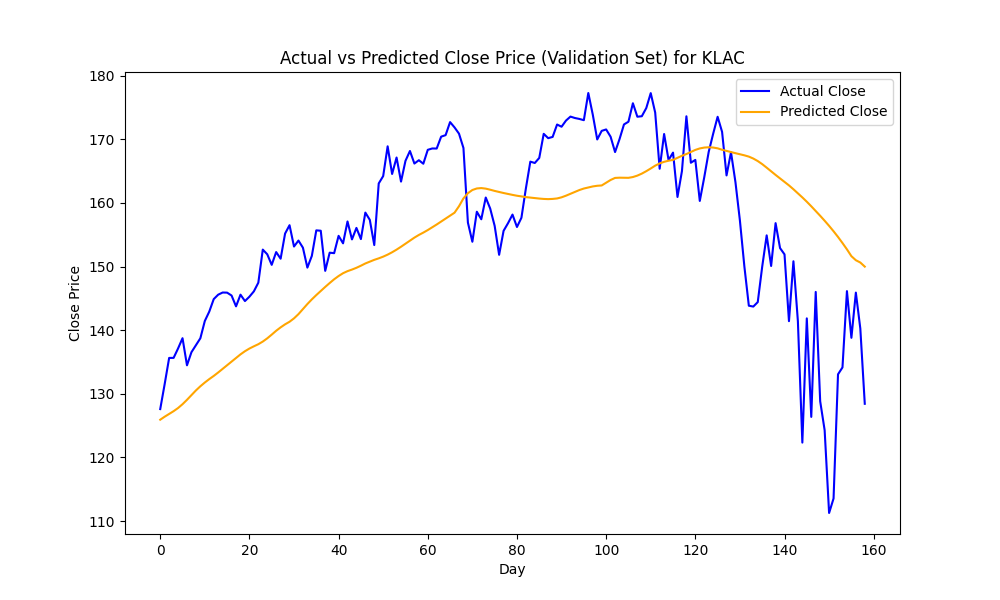 Actual vs Predicted Close Price (Validation Set) for KLAC
180
170
160
150
140
130
120
110
Close Price
Actual Close
Predicted Close
0 20 40 60 80 100 120 140 160
Day